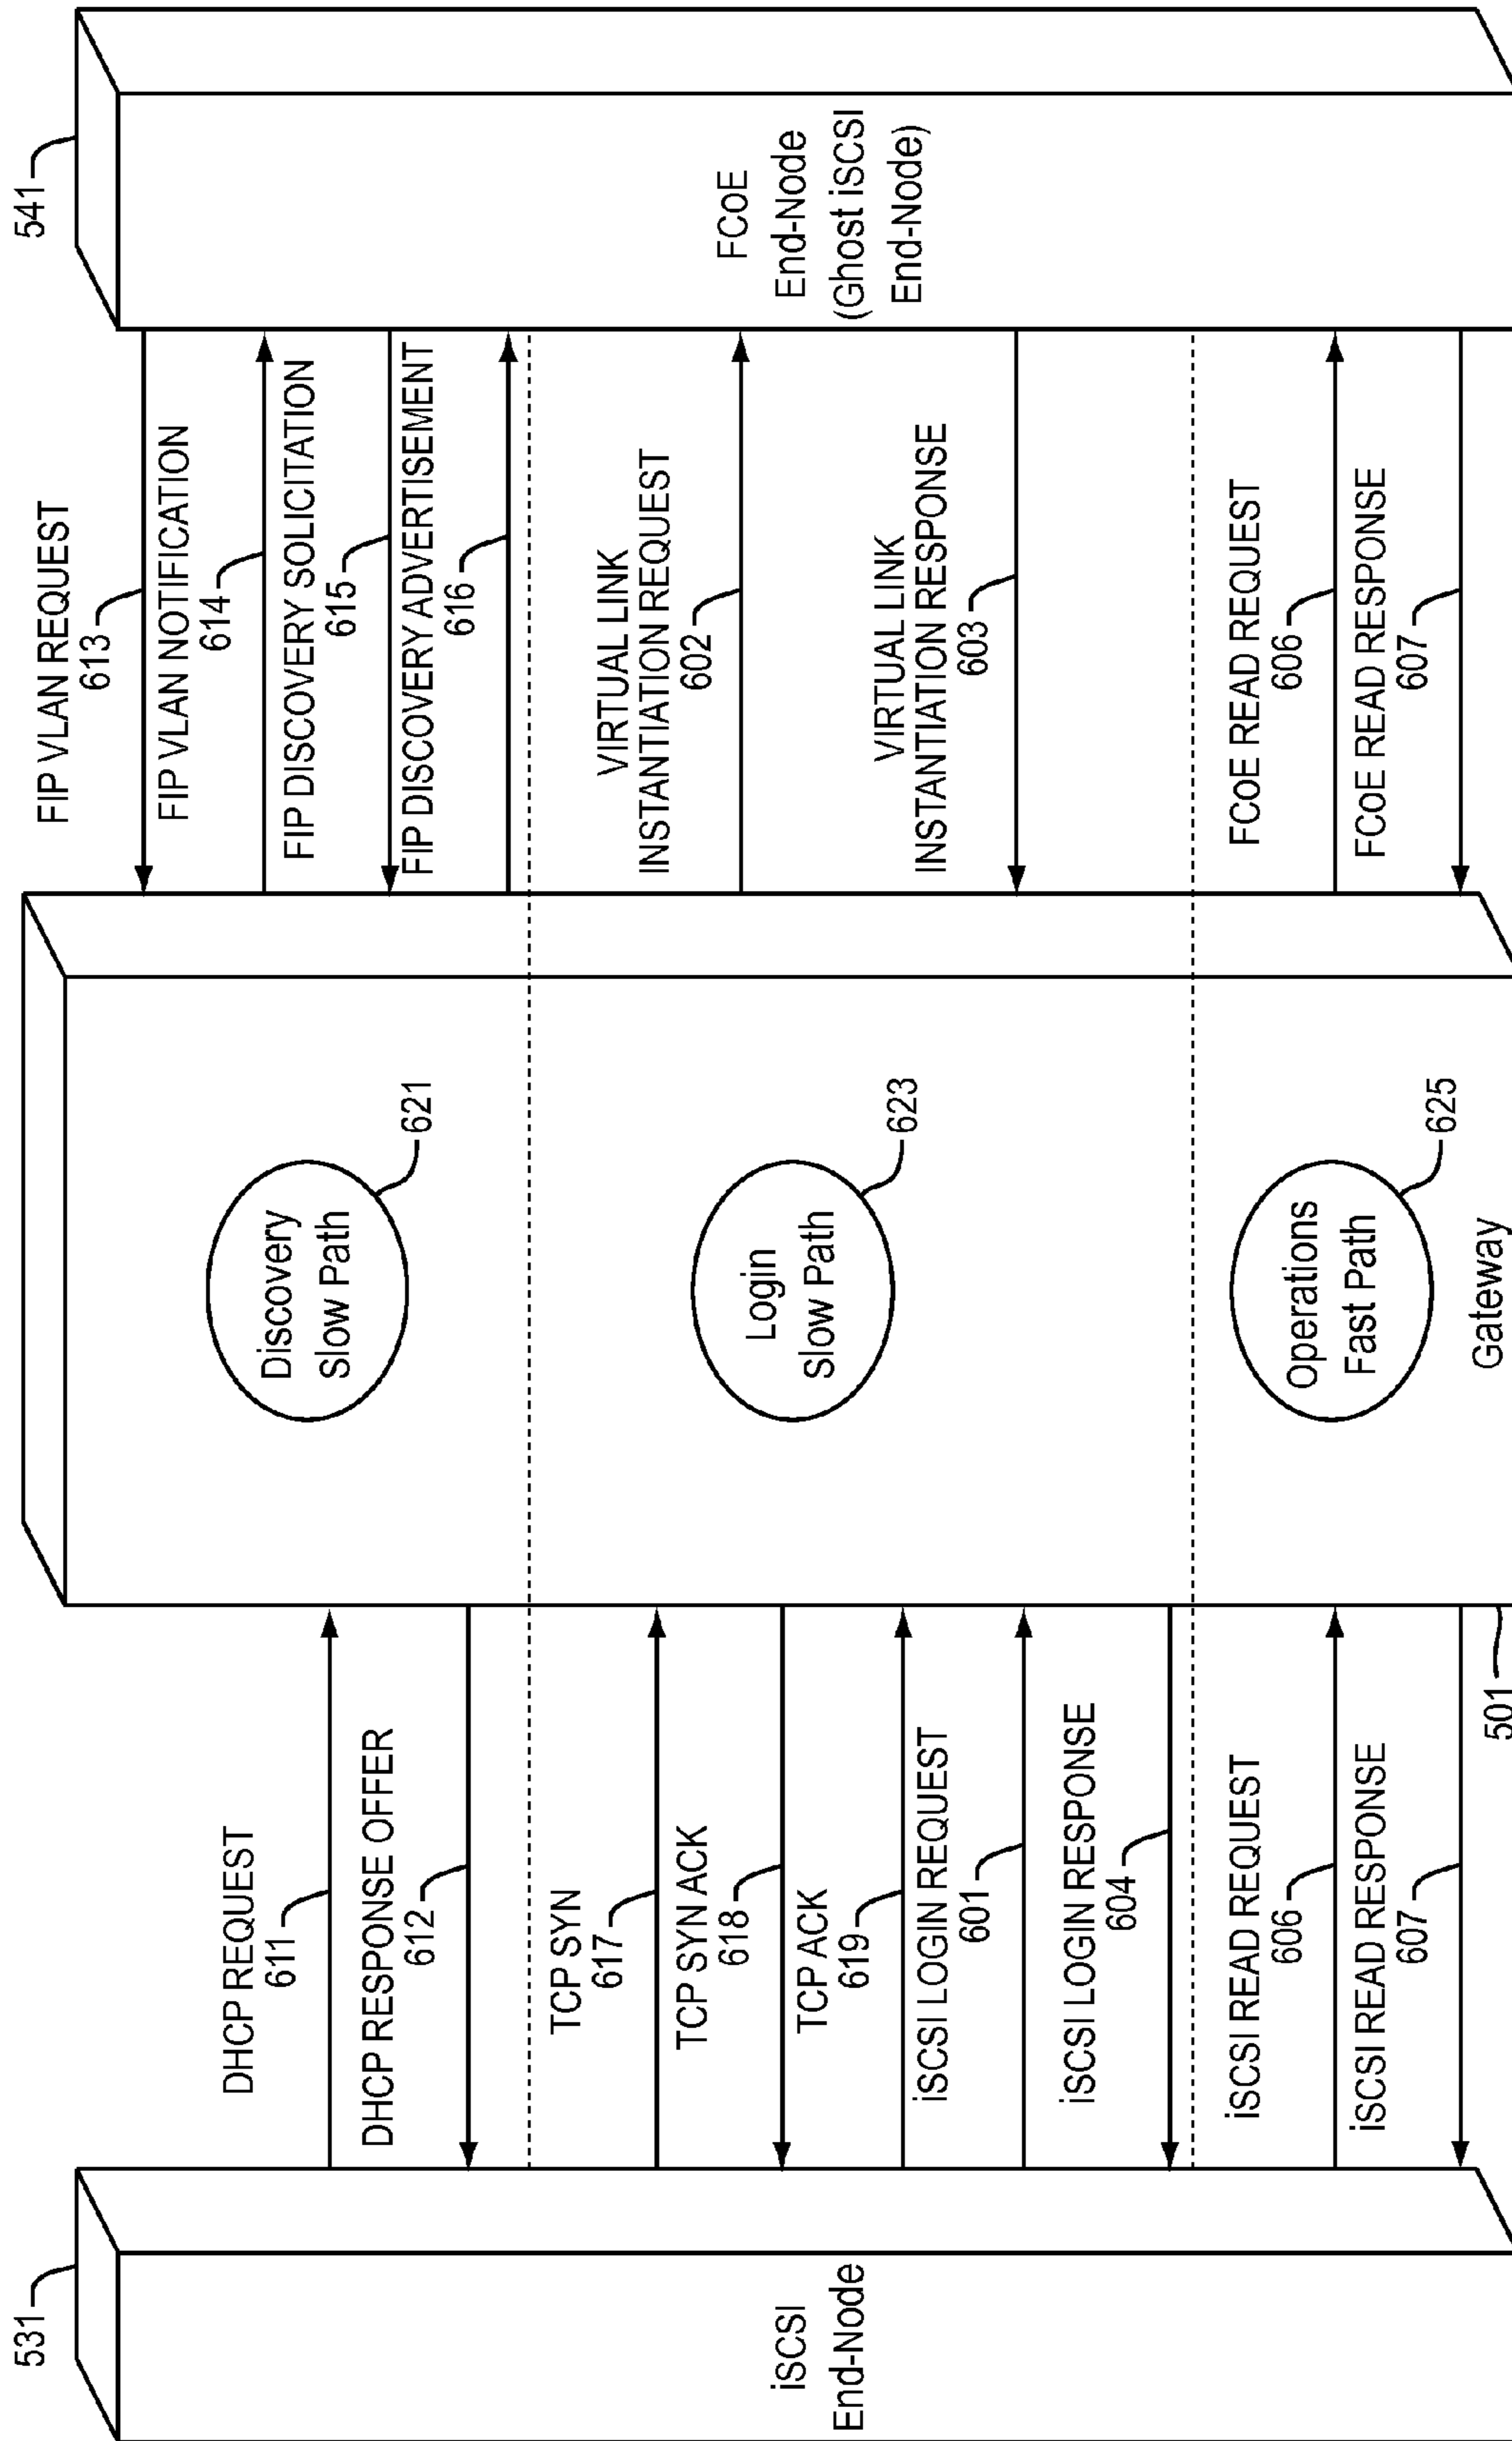 531
iSCSI
End-Node
DHCP REQUEST
611
DHCP RESPONSE OFFER
612
TCP SYN
617
TCP SYN ACK
618
TCP ACK
619
iSCSI LOGIN REQUEST
601
iSCSI LOGIN RESPONSE
604
iSCSI READ REQUEST
606
iSCSI READ RESPONSE
607
501
Discovery
Slow Path
621
Login
Slow Path
623
Operations
Fast Path
625
Gateway
FIP VLAN REQUEST
613
FIP VLAN NOTIFICATION
614
FIP DISCOVERY SOLICITATION
615
FIP DISCOVERY ADVERTISEMENT
616
VIRTUAL LINK
INSTANTIATION REQUEST
602
VIRTUAL LINK
INSTANTIATION RESPONSE
603
FCOE READ REQUEST
606
FCOE READ RESPONSE
607
541
FCOE
End-Node
(Ghost iSCSI
End-Node)